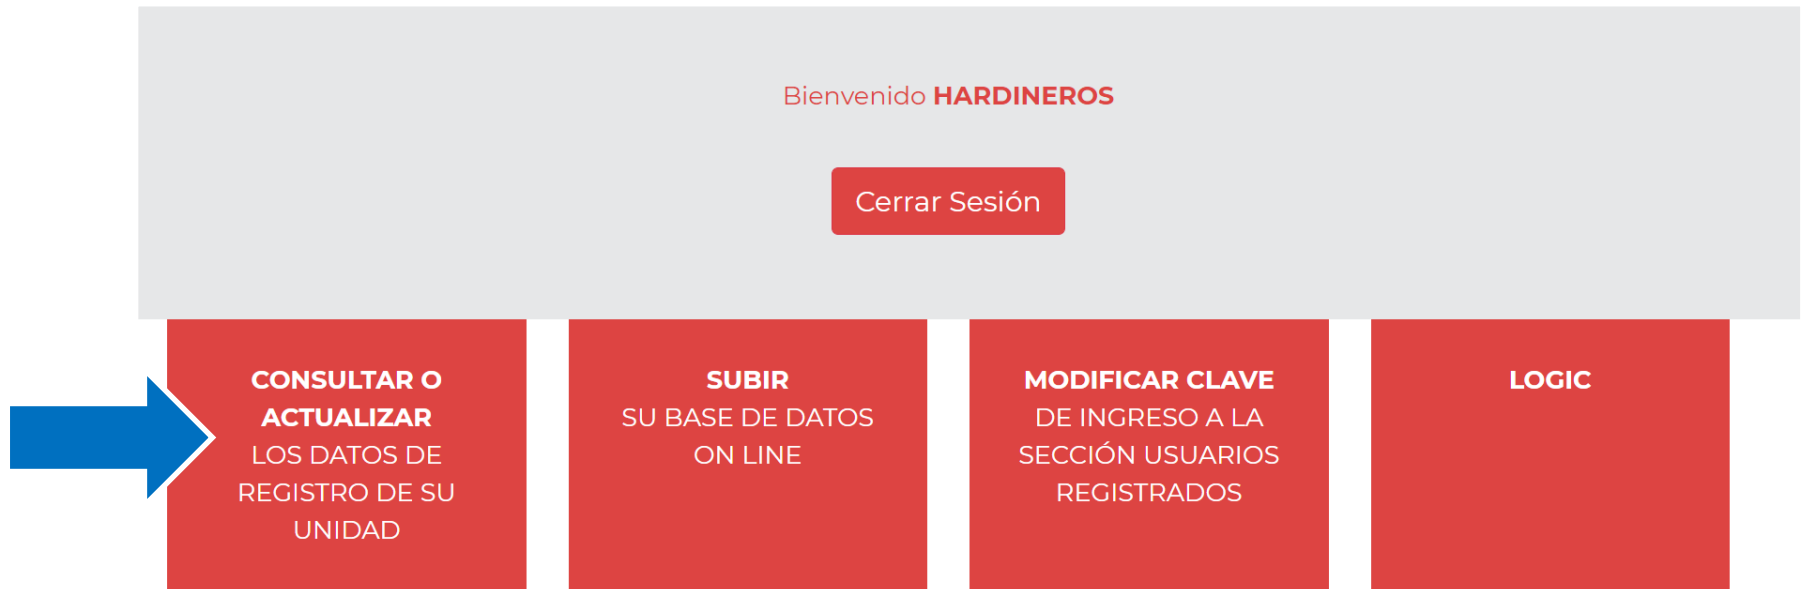 Bienvenido HARDINEROS
Cerrar Sesión
CONSULTAR O
ACTUALIZAR
LOS DATOS DE
REGISTRO DE SU
UNIDAD
SUBIR
SU BASE DE DATOS
ON LINE
MODIFICAR CLAVE
DE INGRESO A LA
SECCIÓN USUARIOS
REGISTRADOS
LOGIC